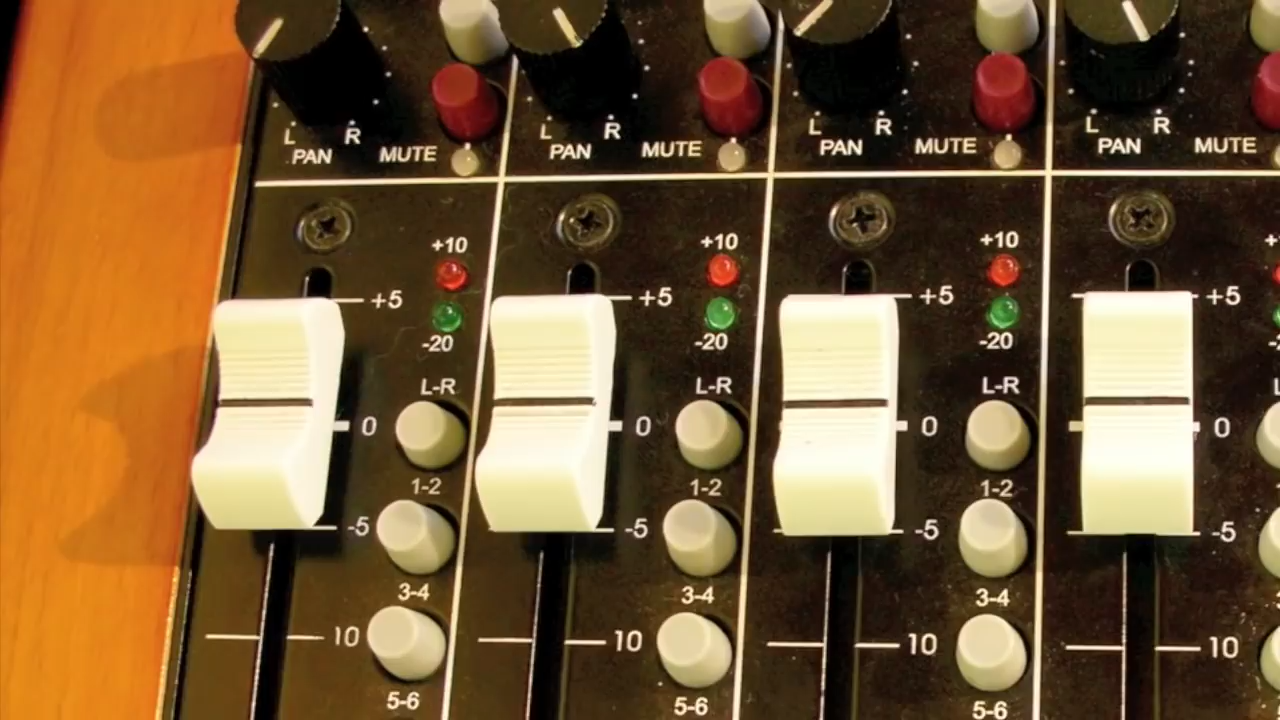 L R L R L R L R
PAN MUTE PAN MUTE PAN MUTE PAN MUTE
+10 +10 +10
+5 +5 +5 +5
-20 -20 -20
L-R L-R L-R
0 0 0 0
1-2 1-2 1-2
-5 -5 -5 -5
3-4 3-4 3-4
10 10 10 10
5-6 5-6 5-6